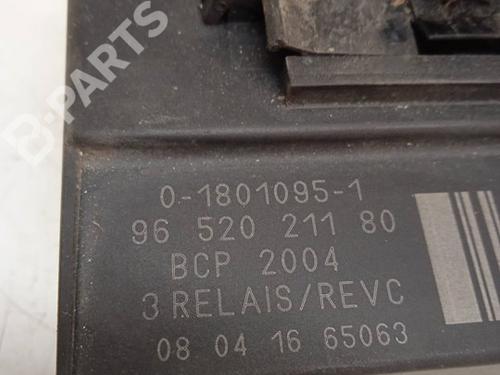 B-PARTS
0-1801095-1
96 520 211 80
BCP 2004
3 RELAIS/REVC
08 04 16 65063